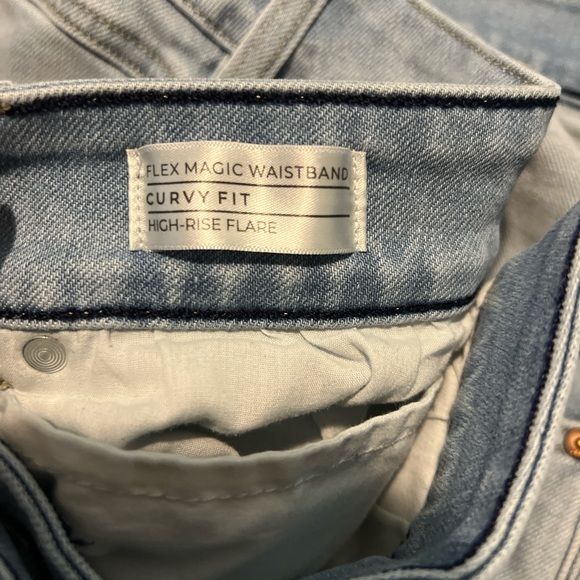 FLEX MAGIC WAISTBAND
CURVY FIT
HIGH-RISE FLARE